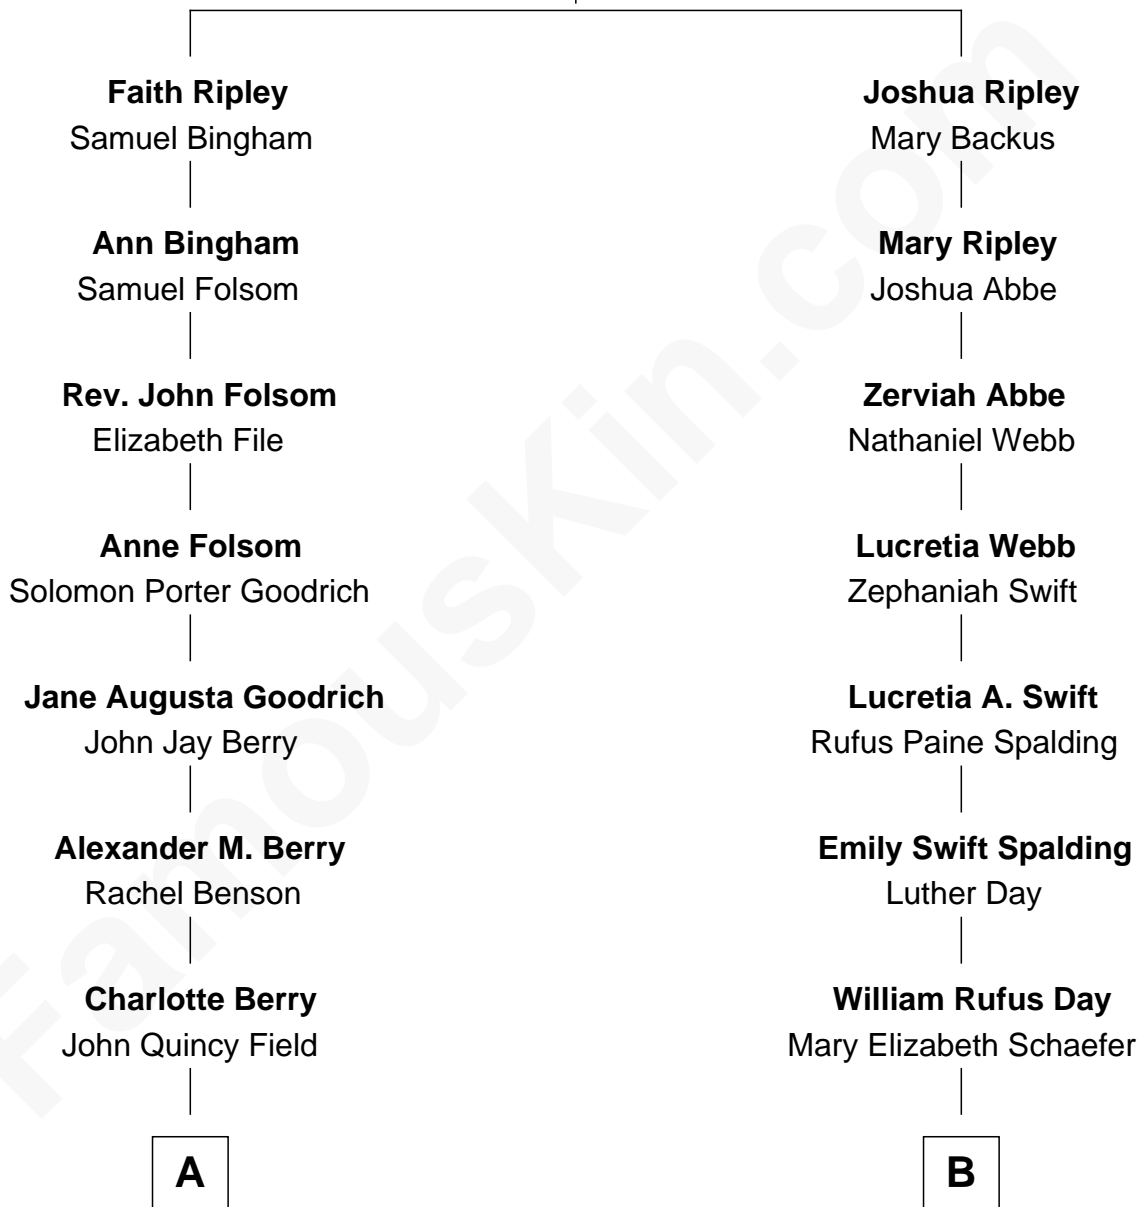 Faith Ripley
Samuel Bingham
Joshua Ripley
Mary Backus
Ann Bingham
Samuel Folsom
Mary Ripley
Joshua Abbe
Rev. John Folsom
Elizabeth File
Zerviah Abbe
Nathaniel Webb
Anne Folsom
Solomon Porter Goodrich
Lucretia Webb
Zephaniah Swift
Jane Augusta Goodrich
John Jay Berry
Lucretia A. Swift
Rufus Paine Spalding
Alexander M. Berry
Rachel Benson
Emily Swift Spalding
Luther Day
Charlotte Berry
John Quincy Field
William Rufus Day
Mary Elizabeth Schaefer
A
B
FamousKin.com